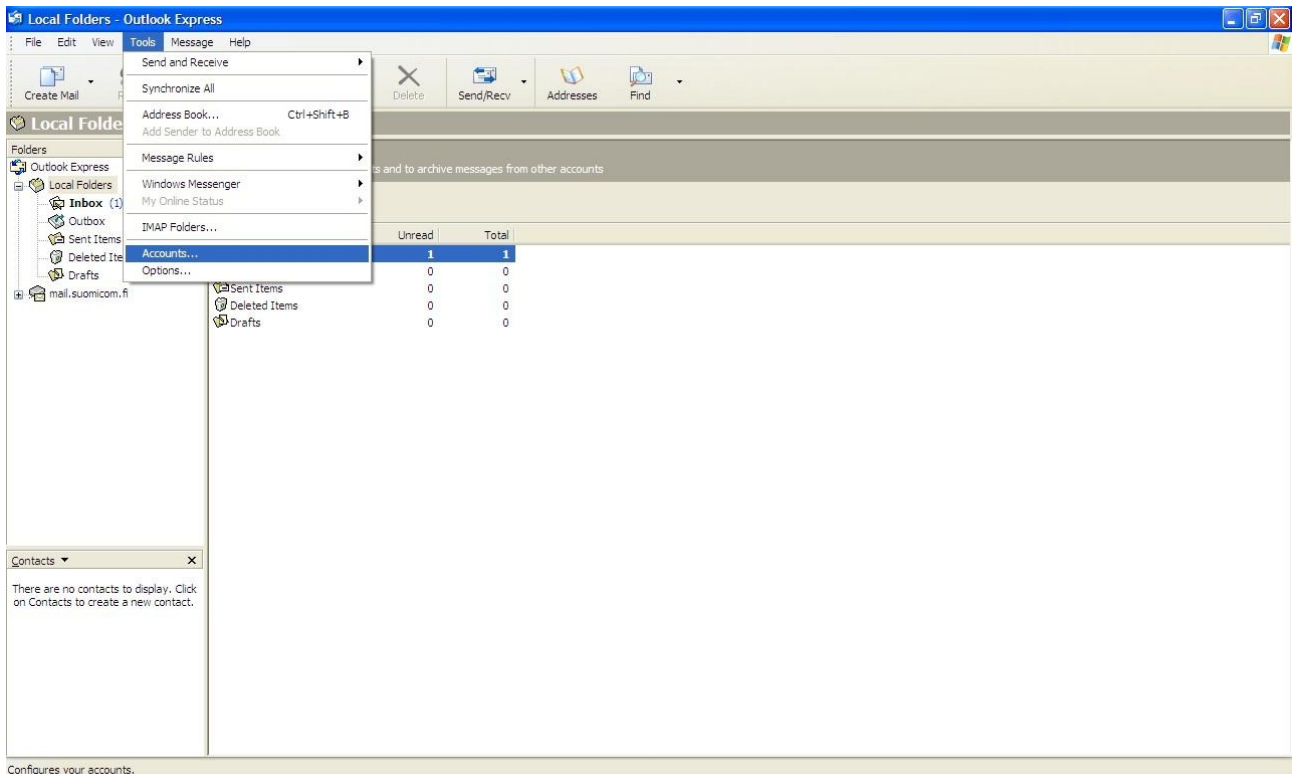 Local Folders - Outlook Express
File Edit View Tools Message Help
Create Mail Delete Send/Recv Addresses Find
Send and Receive
Synchronize All
Address Book... Ctrl+Shift+B
Add Sender to Address Book
Message Rules
Windows Messenger
My Online Status
IMAP Folders...
Accounts...
Options...
Local Folde
Folders
Outlook Express
Local Folders
Inbox (1)
Outbox
Sent Items
Deleted Ite
Drafts
mail.suomicom.fi
and to archive messages from other accounts
Unread Total
1 1
0 0
Sent Items 0 0
Deleted Items 0 0
Drafts 0 0
Contacts
There are no contacts to display. Click
on Contacts to create a new contact.
Configures your accounts.